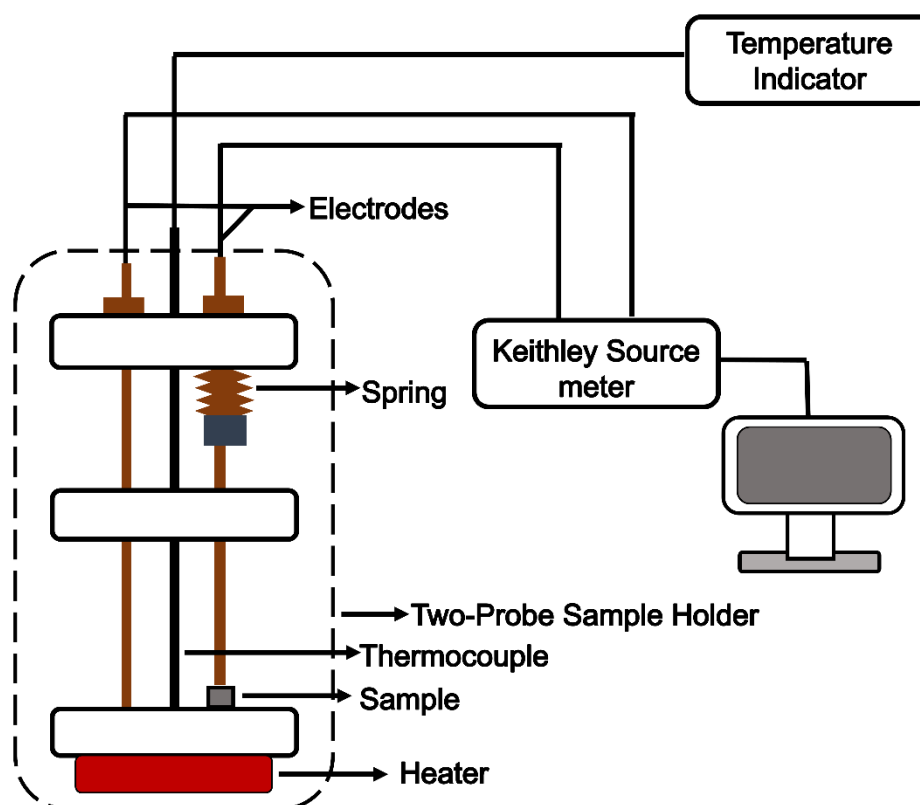 Temperature
Indicator
Electrodes
Keithley Source
meter
Spring
Two-Probe Sample Holder
Thermocouple
Sample
Heater